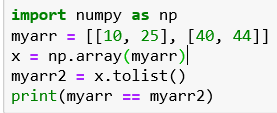 import numpy as np
myarr = [[10, 25], [40, 44]]
x = np.array(myarr)
myarr2 = x.tolist()
print(myarr == myarr2)